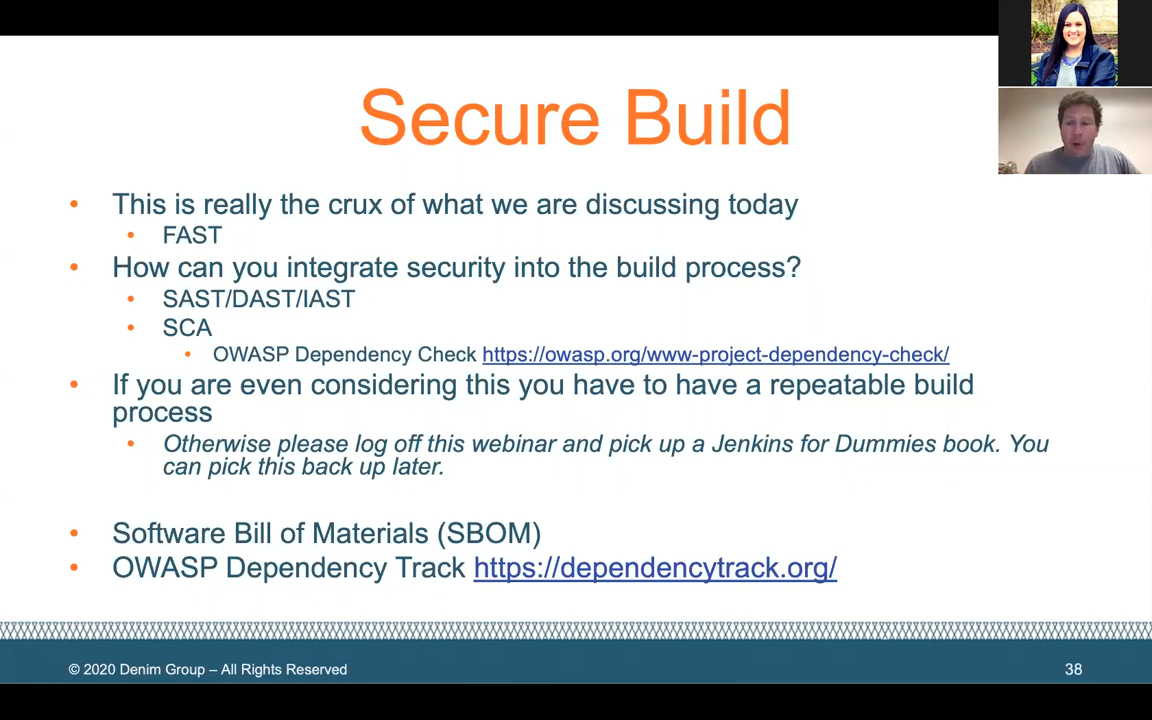 Secure Build
• This is really the crux of what we are discussing today
• FAST
• How can you integrate security into the build process?
• SAST/DAST/IAST
• SCA
• OWASP Dependency Check https://owasp.org/www-project-dependency-check/
• If you are even considering this you have to have a repeatable build
process
• Otherwise please log off this webinar and pick up a Jenkins for Dummies book. You
can pick this back up later.
• Software Bill of Materials (SBOM)
• OWASP Dependency Track https://dependencytrack.org/
© 2020 Denim Group – All Rights Reserved
38